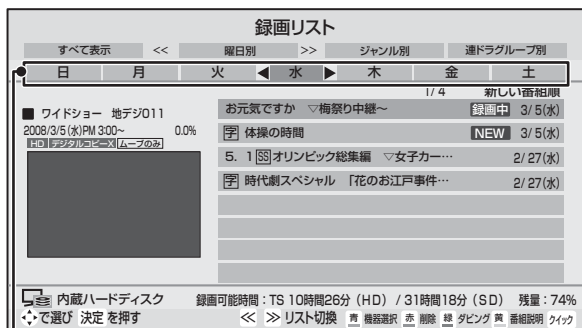 録画リスト
すべて表示 << 曜日別 >> ジャンル別 連ドラグループ別
日 月 火 ◀ 水 ▶ 木 金 土
1/4 新しい番組順
■ ワイドショー 地デジ011
2008/3/5(水)PM 3:00~ 0.0%
HD デジタルコピーX ムーブのみ
お元気ですか ▽梅祭り中継~ 録画中 3/5(水)
字 体操の時間 NEW 3/5(水)
5.1 SS オリンピック総集編 ▽女子カー… 2/27(水)
字 時代劇スペシャル 「花のお江戸事件… 2/27(水)
内蔵ハードディスク 録画可能時間:TS 10時間26分(HD)/31時間18分(SD) 残量:74%
で選び 決定 を押す ≪ ≫ リスト切換 青 機器選択 赤 削除 緑 ダビング 黄 番組説明 クイック